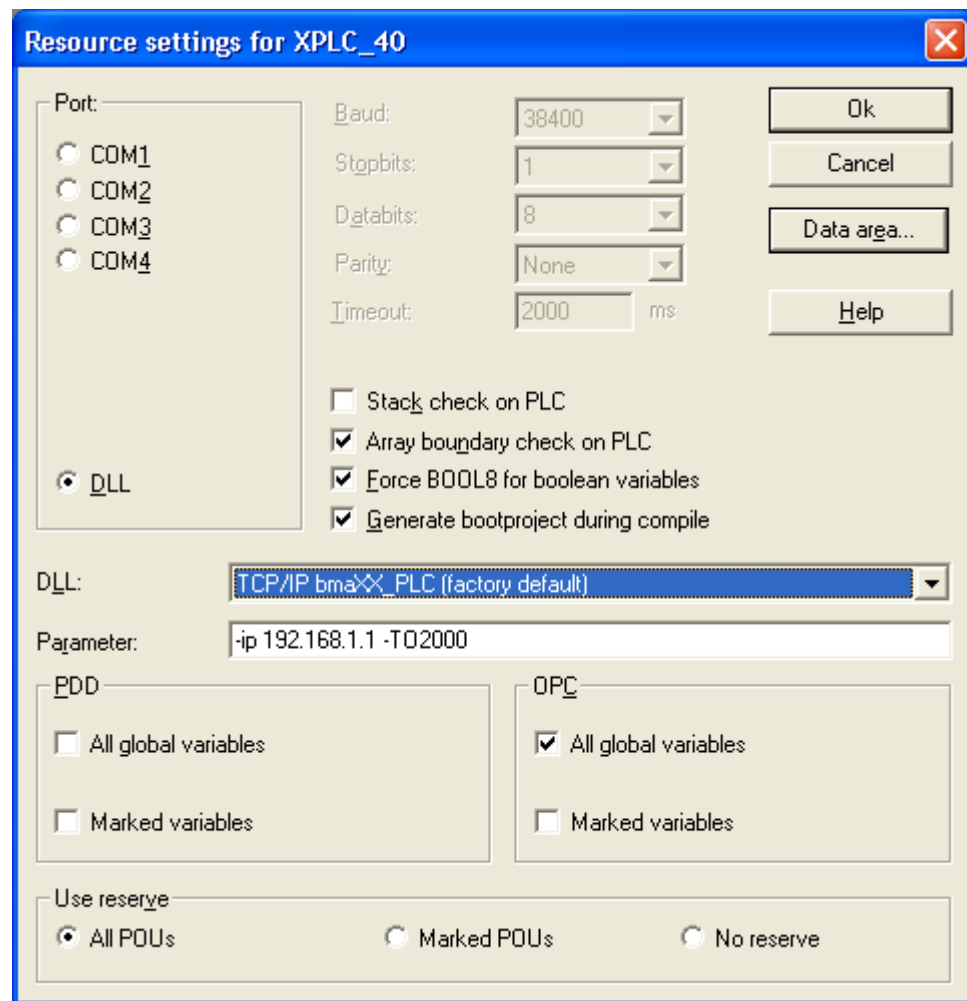 Resource settings for XPLC_40
Port:
COM1
COM2
COM3
COM4
DLL
Baud: 38400
Stopbits: 1
Databits: 8
Parity: None
Timeout: 2000 ms
Ok
Cancel
Data area...
Help
Stack check on PLC
Array boundary check on PLC
Force BOOL8 for boolean variables
Generate bootproject during compile
DLL: TCP/IP bmaXX_PLC (factory default)
Parameter: -ip 192.168.1.1 -TO2000
PDD
All global variables
Marked variables
OPC
All global variables
Marked variables
Use reserve
All POUs Marked POUs No reserve